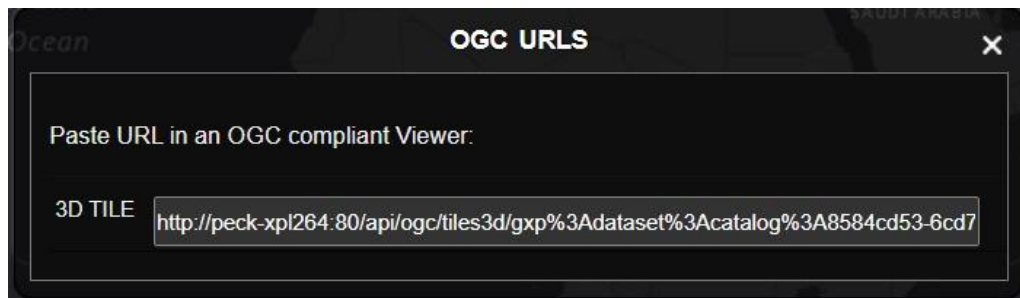 SAUDI ARABIA
Ocean
OGC URLS
Paste URL in an OGC compliant Viewer:
3D TILE
http://peck-xpl264:80/api/ogc/tiles3d/gxp%3Adataset%3Acatalog%3A8584cd53-6cd7